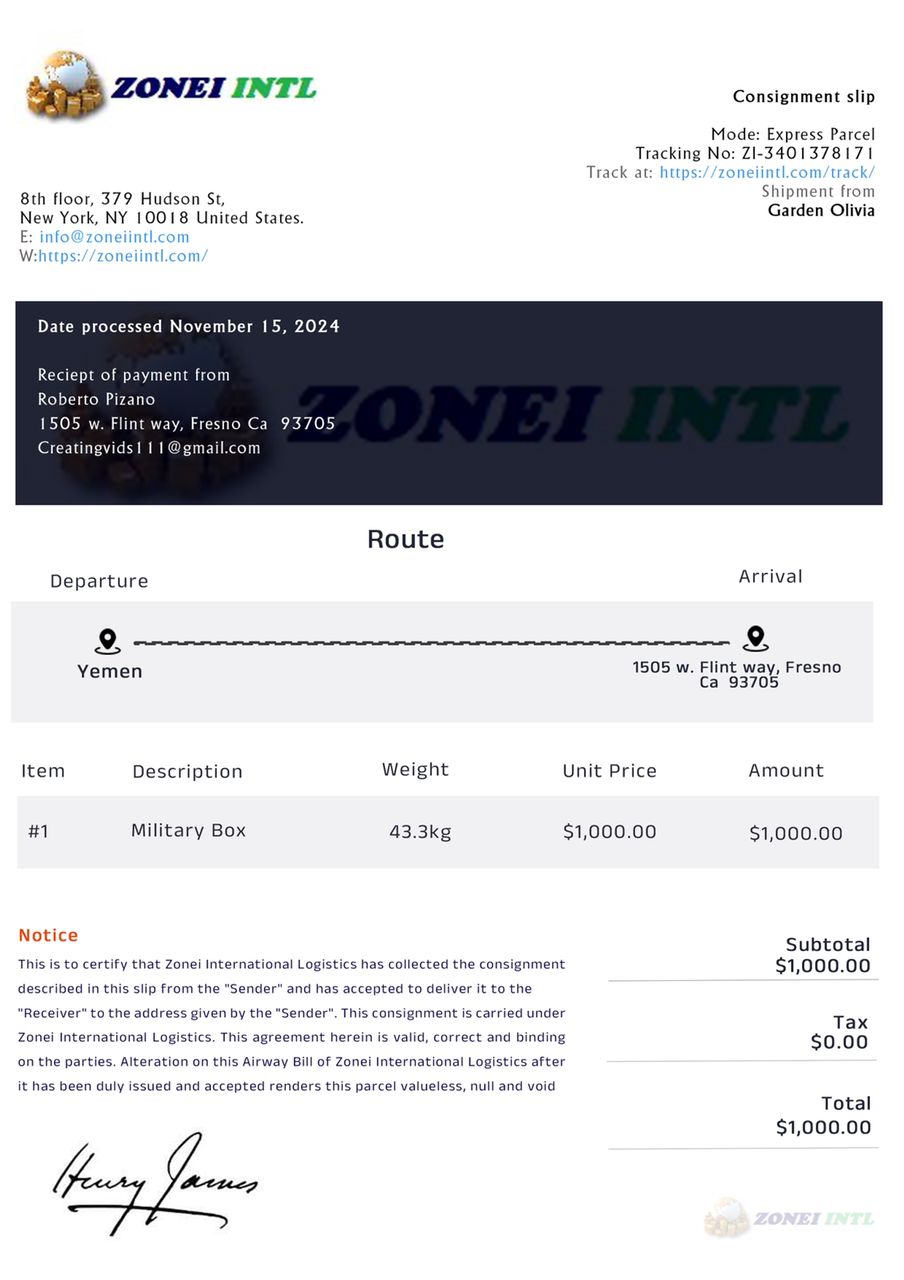 ZONEI INTL
Consignment slip
Mode: Express Parcel
Tracking No: ZI-3401378171
Track at: https://zoneiintl.com/track/
Shipment from
Garden Olivia
8th floor, 379 Hudson St,
New York, NY 10018 United States.
E: info@zoneiintl.com
W:https://zoneiintl.com/
Date processed November 15, 2024
Reciept of payment from
Roberto Pizano
1505 w. Flint way, Fresno Ca 93705
Creatingvids111@gmail.com
ZONEI INTL
Route
Departure
Arrival
Yemen
1505 w. Flint way, Fresno
Ca 93705
Item Description Weight Unit Price Amount
#1 Military Box 43.3kg $1,000.00 $1,000.00
Notice
This is to certify that Zonei International Logistics has collected the consignment
described in this slip from the "Sender" and has accepted to deliver it to the
"Receiver" to the address given by the "Sender". This consignment is carried under
Zonei International Logistics. This agreement herein is valid, correct and binding
on the parties. Alteration on this Airway Bill of Zonei International Logistics after
it has been duly issued and accepted renders this parcel valueless, null and void
Subtotal
$1,000.00
Tax
$0.00
Total
$1,000.00
Henry James
ZONEI INTL